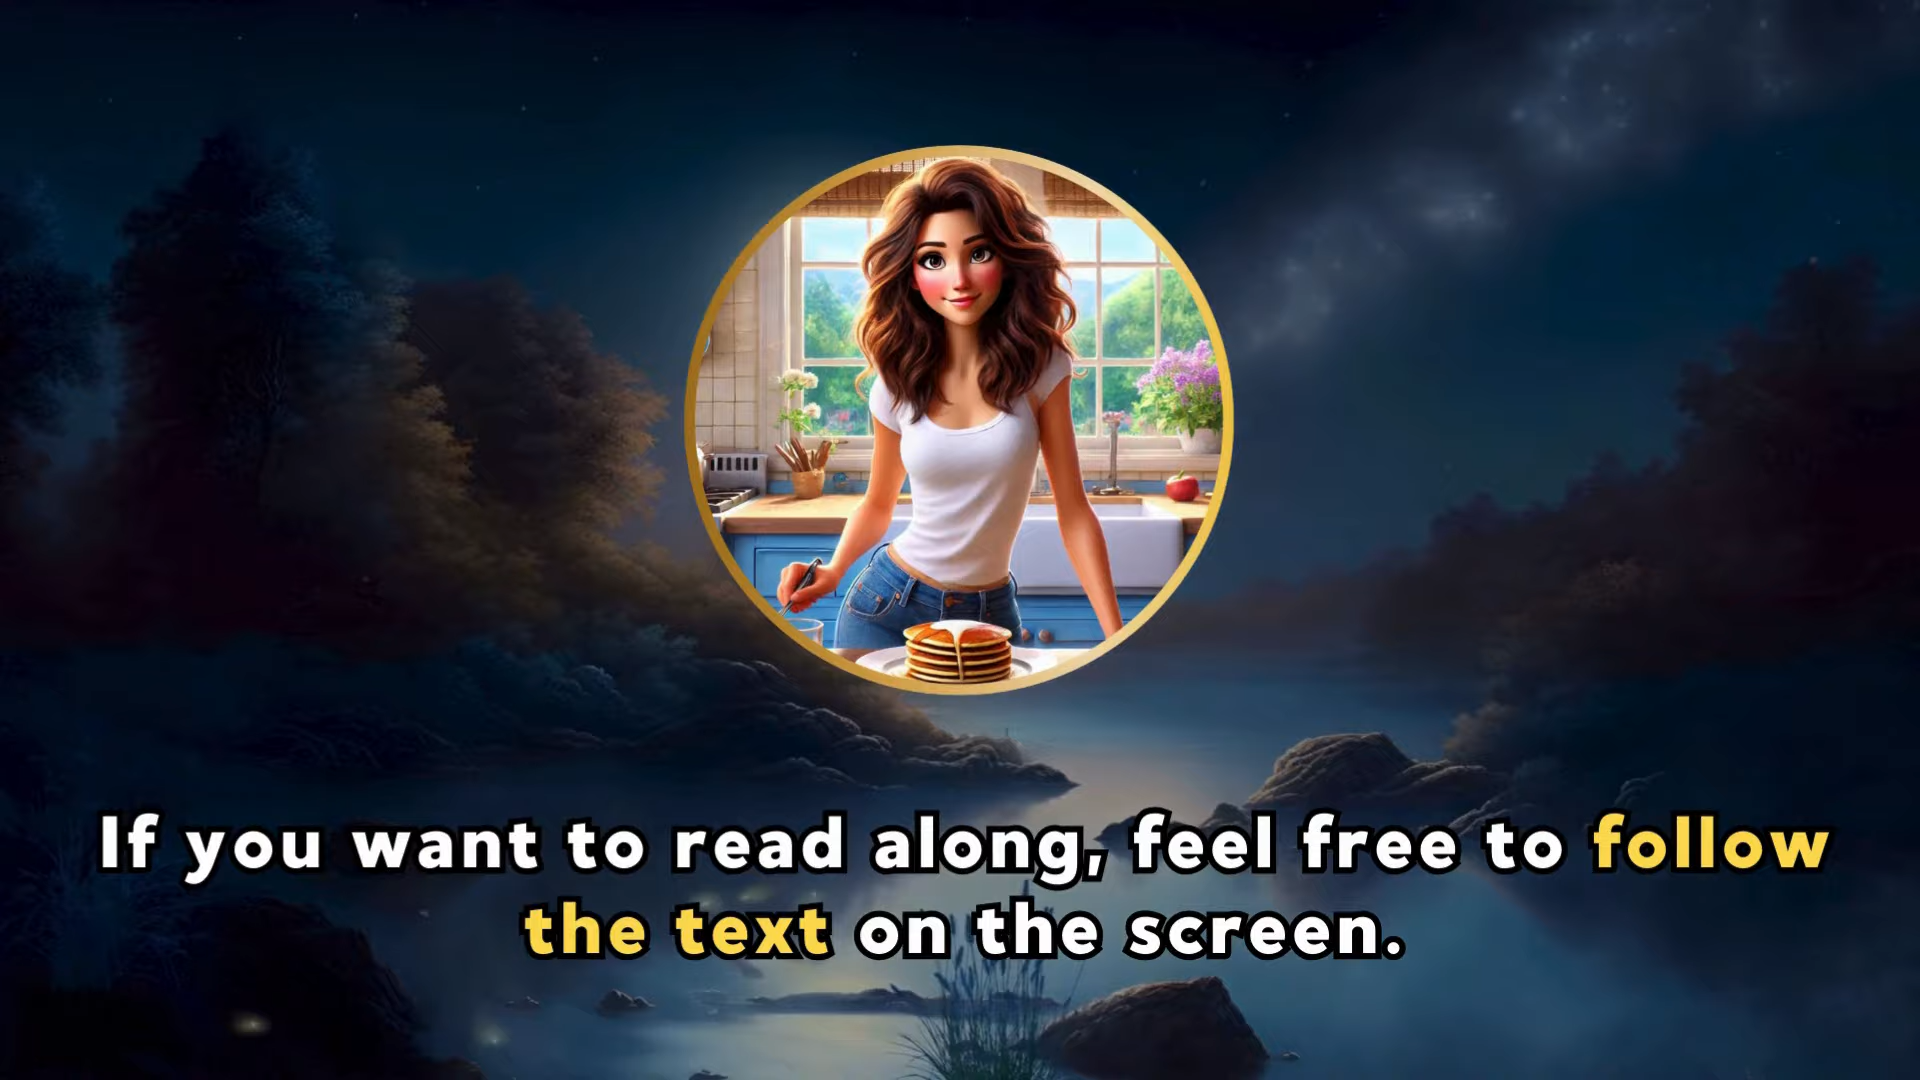 If you want to read along, feel free to follow
the text on the screen.